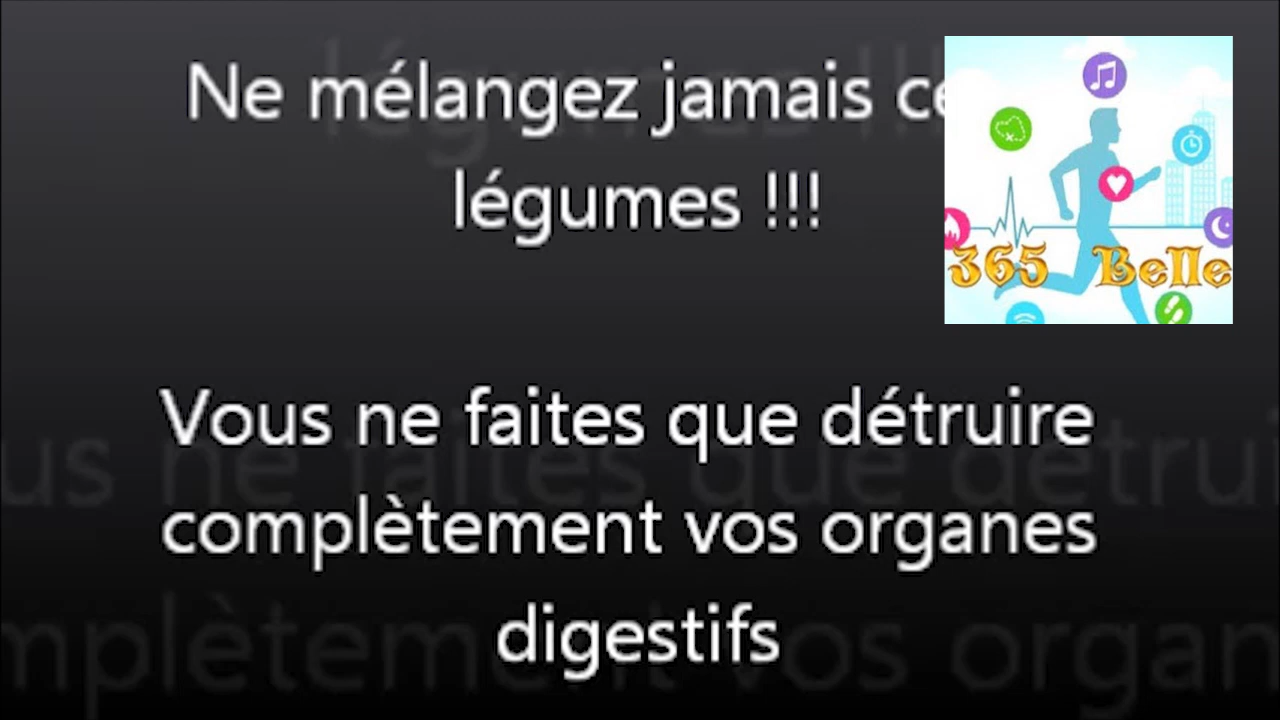 Ne mélangez jamais ce
légumes !!!
365 Belle
Vous ne faites que détruire
complètement vos organes
digestifs